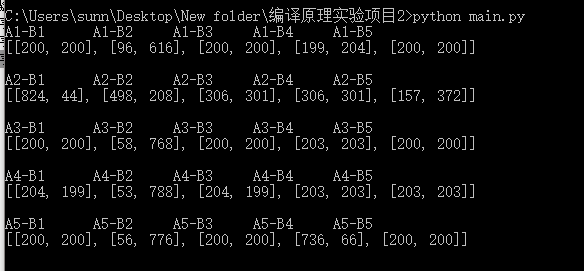 C:\Users\sunn\Desktop\New folder\编译原理实验项目2>python main.py
A1-B1 A1-B2 A1-B3 A1-B4 A1-B5
[[200, 200], [96, 616], [200, 200], [199, 204], [200, 200]]
A2-B1 A2-B2 A2-B3 A2-B4 A2-B5
[[824, 44], [498, 208], [306, 301], [306, 301], [157, 372]]
A3-B1 A3-B2 A3-B3 A3-B4 A3-B5
[[200, 200], [58, 768], [200, 200], [203, 203], [200, 200]]
A4-B1 A4-B2 A4-B3 A4-B4 A4-B5
[[204, 199], [53, 788], [204, 199], [203, 203], [203, 203]]
A5-B1 A5-B2 A5-B3 A5-B4 A5-B5
[[200, 200], [56, 776], [200, 200], [736, 66], [200, 200]]